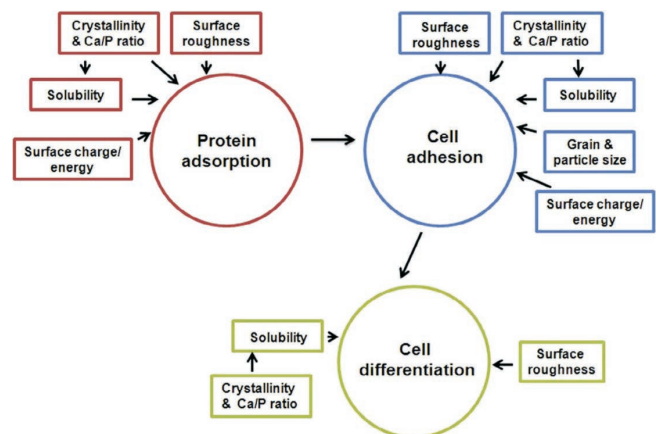 Crystallinity
& Ca/P ratio
Surface
roughness
Solubility
Surface charge/
energy
Protein
adsorption
Surface
roughness
Crystallinity
& Ca/P ratio
Solubility
Grain &
particle size
Surface charge/
energy
Cell
adhesion
Solubility
Crystallinity
& Ca/P ratio
Cell
differentiation
Surface
roughness